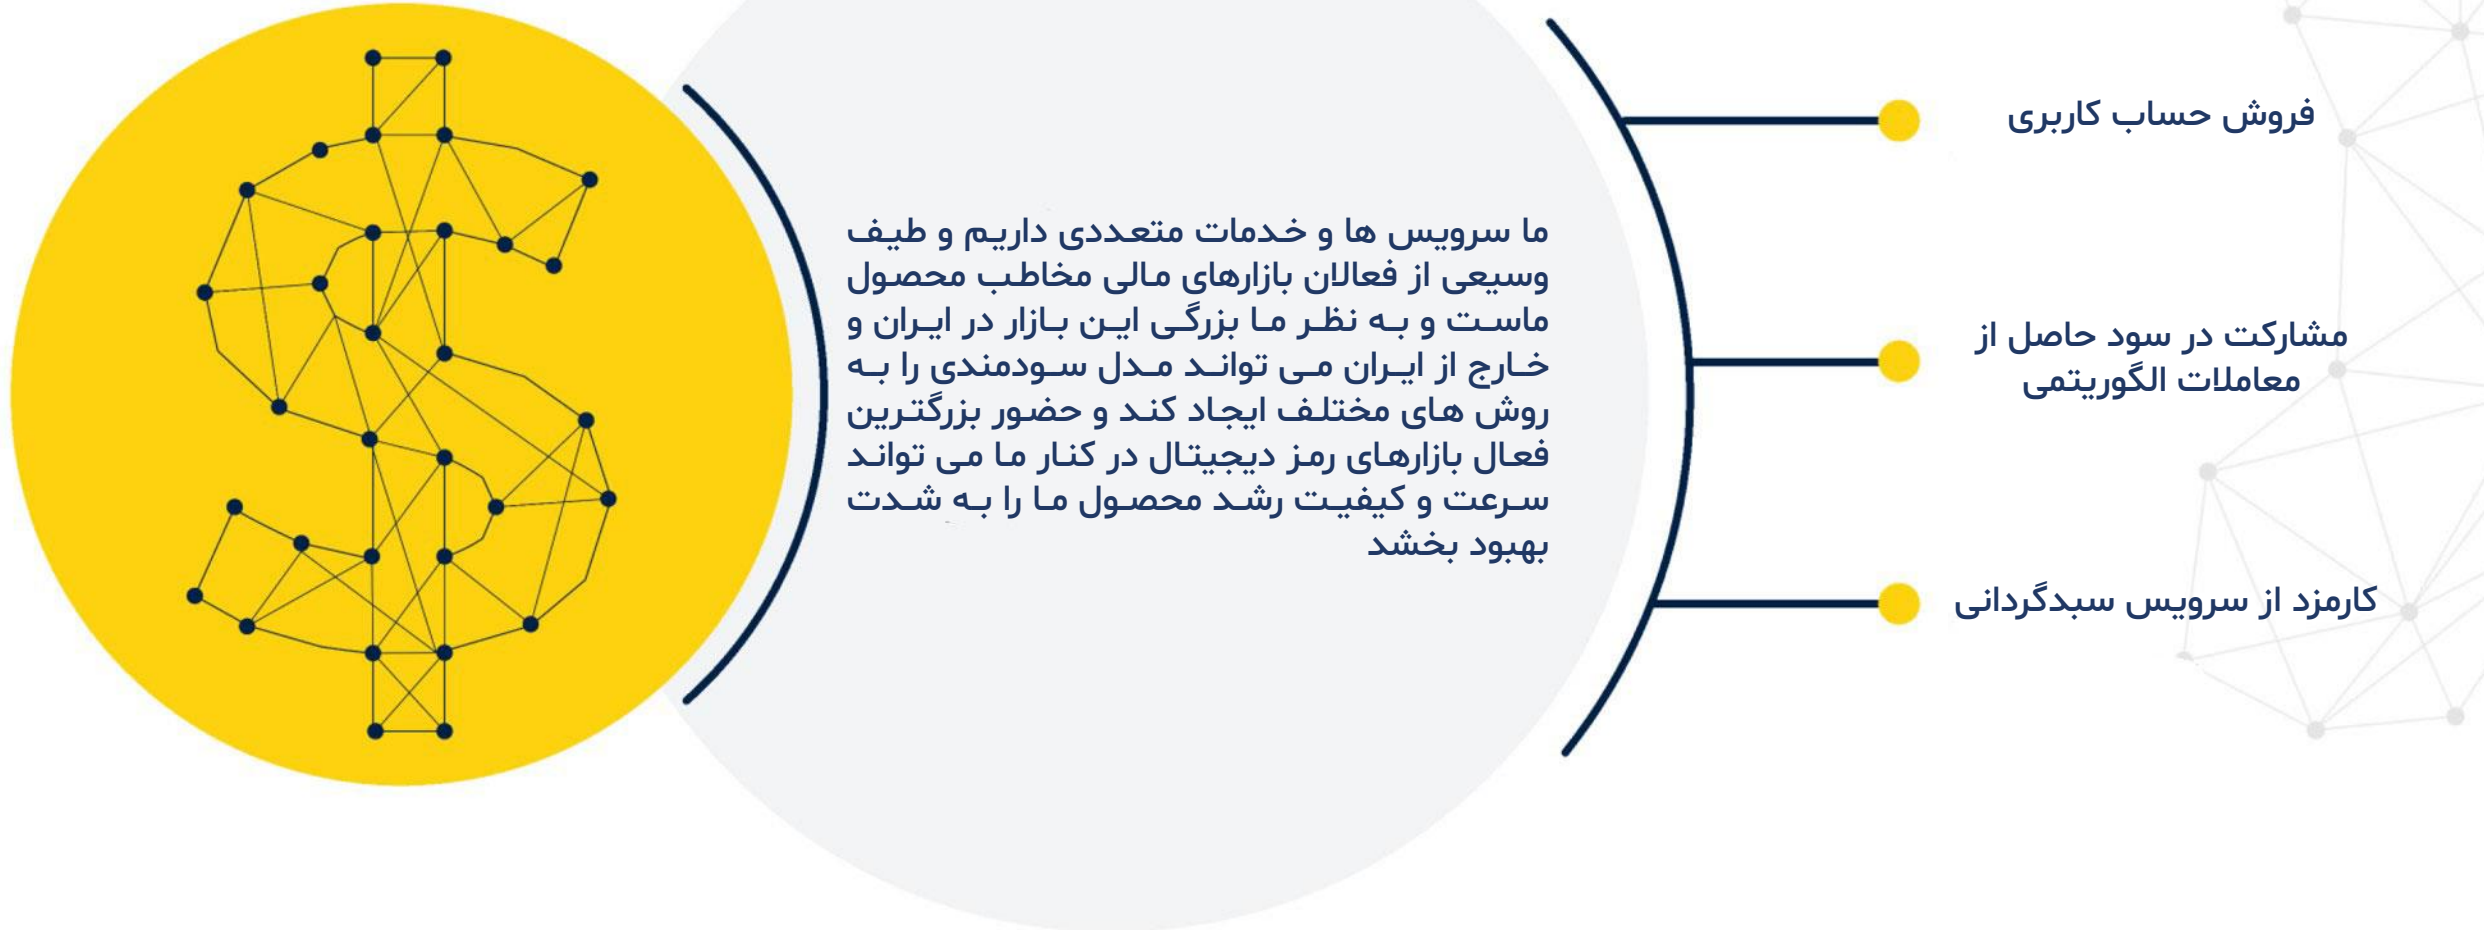 ما سرویس ها و خدمات متعددی داریم و طیف
وسیعی از فعالان بازارهای مالی مخاطب محصول
ماست و به نظر ما بزرگی این بازار در ایران و
خارج از ایران می تواند مدل سودمندی را به
روش های مختلف ایجاد کند و حضور بزرگترین
فعال بازارهای رمز دیجیتال در کنار ما می تواند
سرعت و کیفیت رشد محصول ما را به شدت
بهبود بخشد
فروش حساب کاربری
مشارکت در سود حاصل از
معاملات الگوریتمی
کارمزد از سرویس سبدگردانی